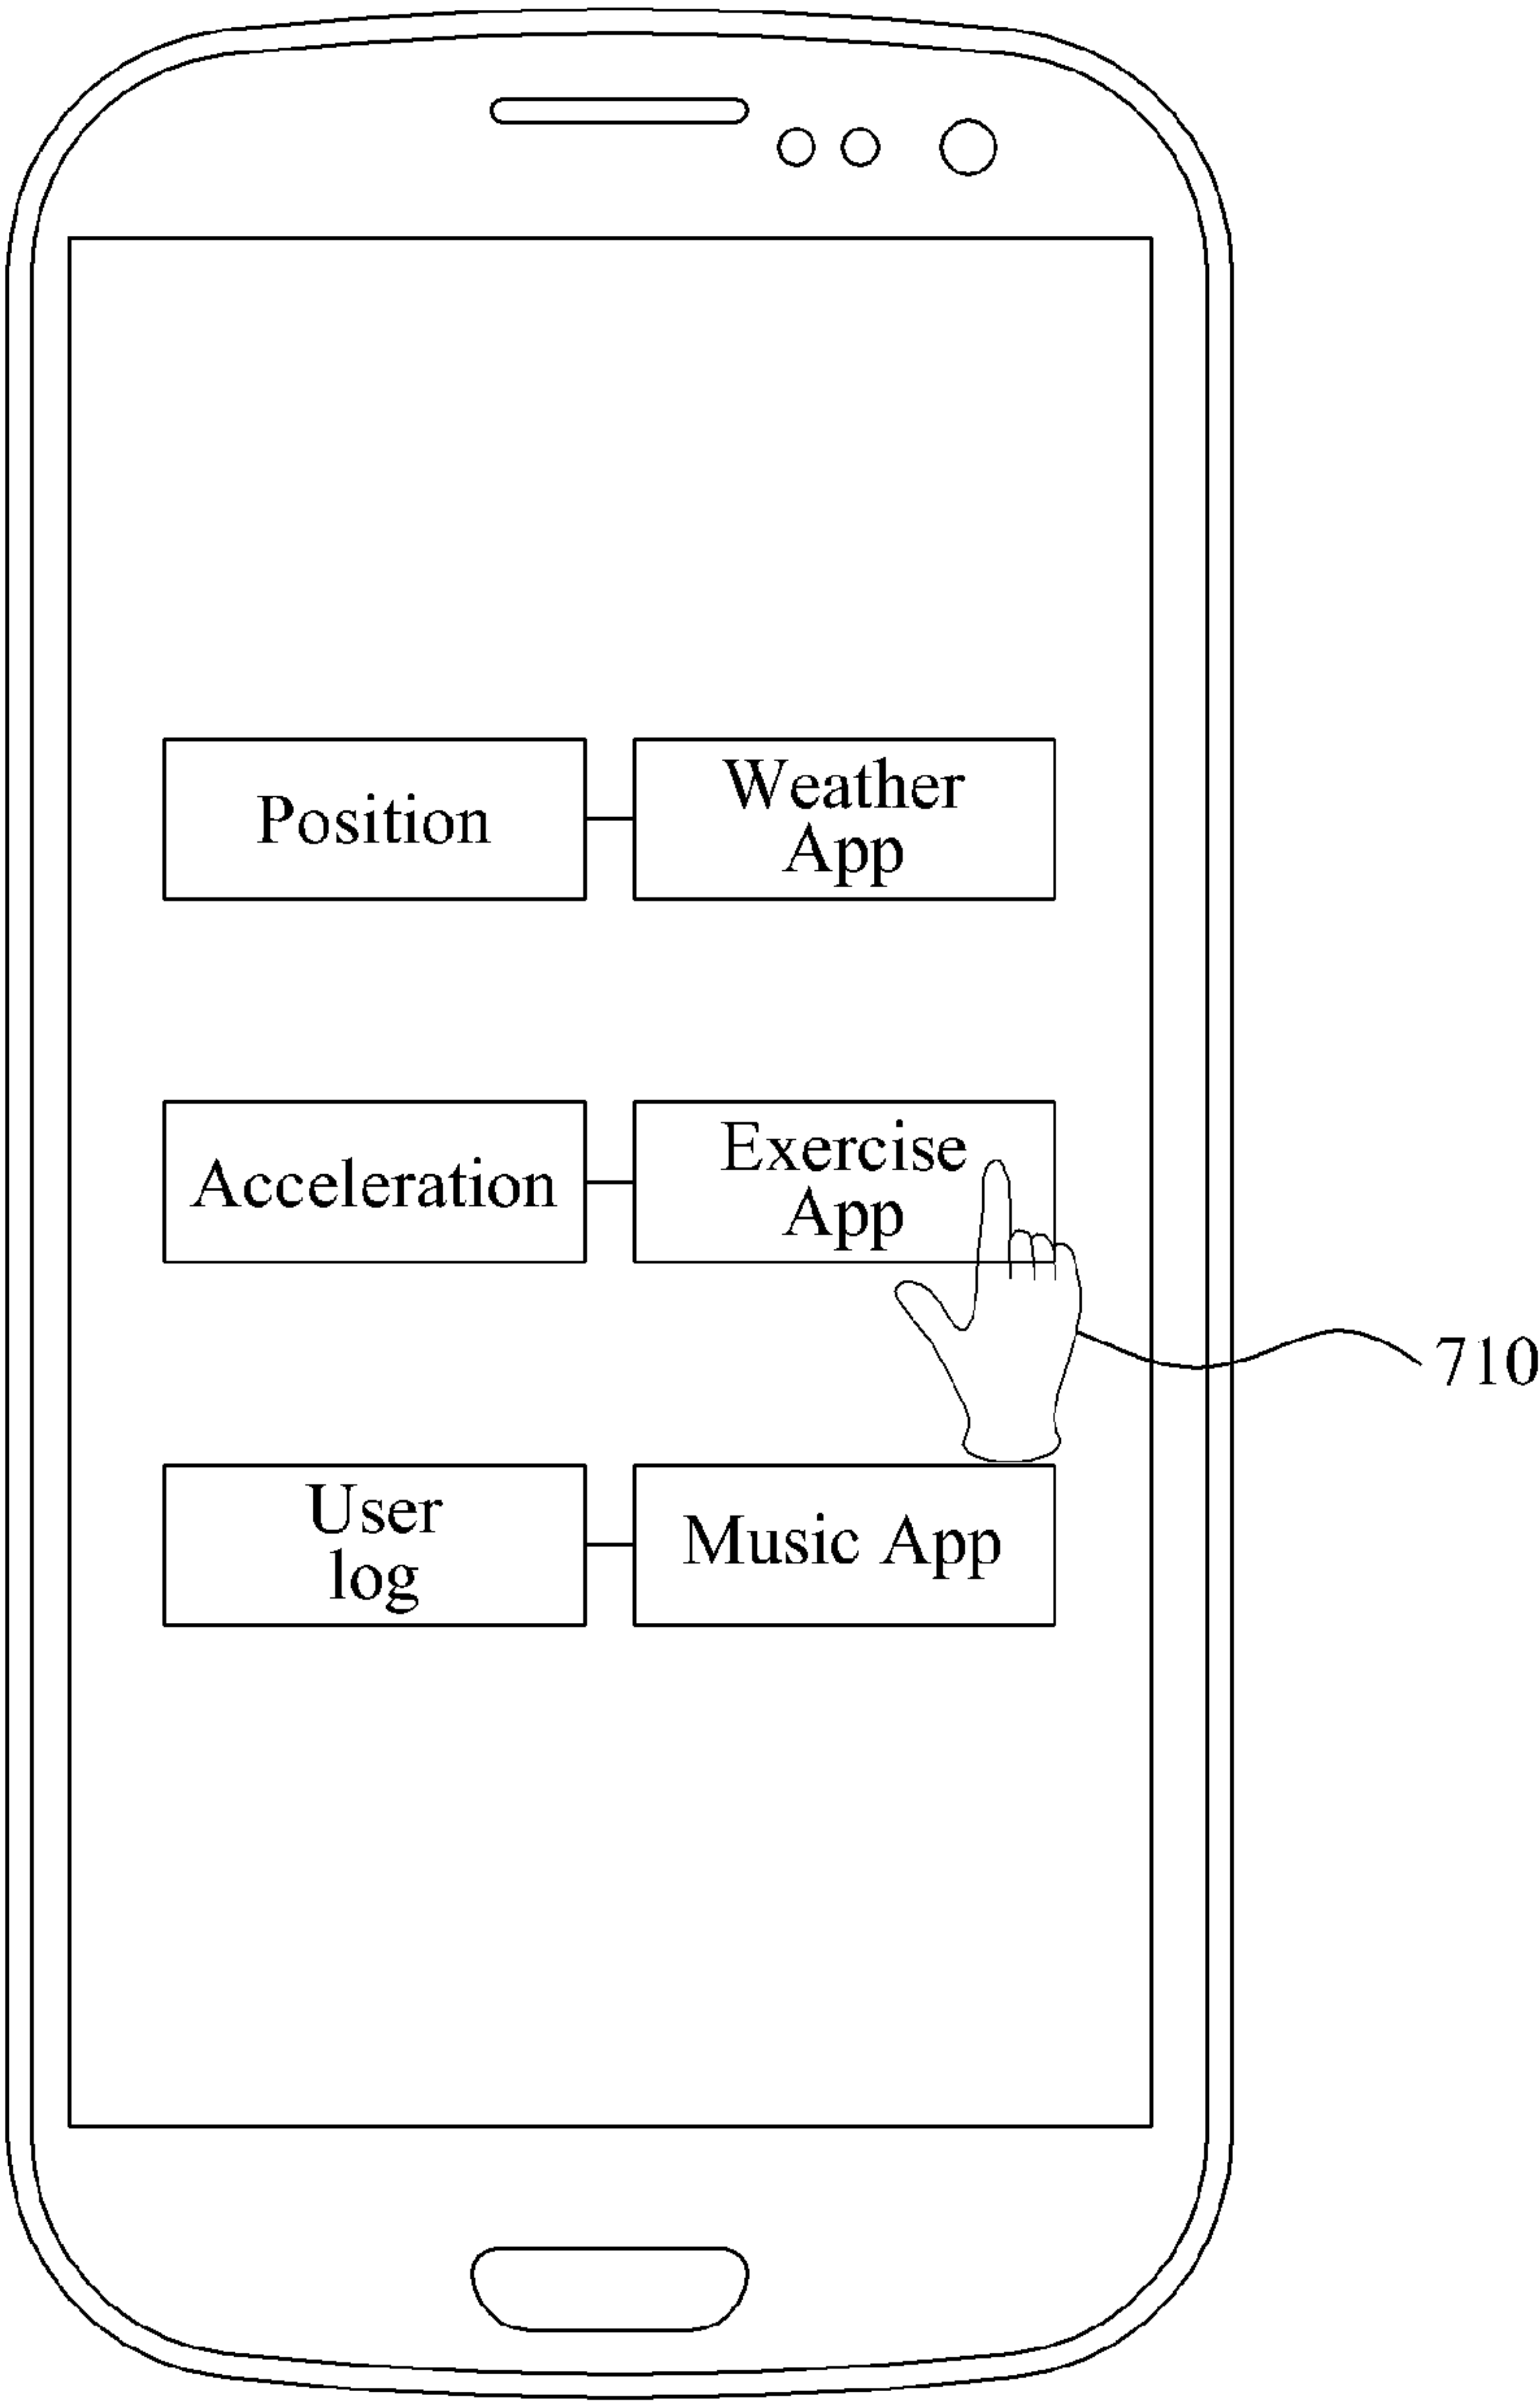 Position
Weather
App
Acceleration
Exercise
App
710
User
log
Music App